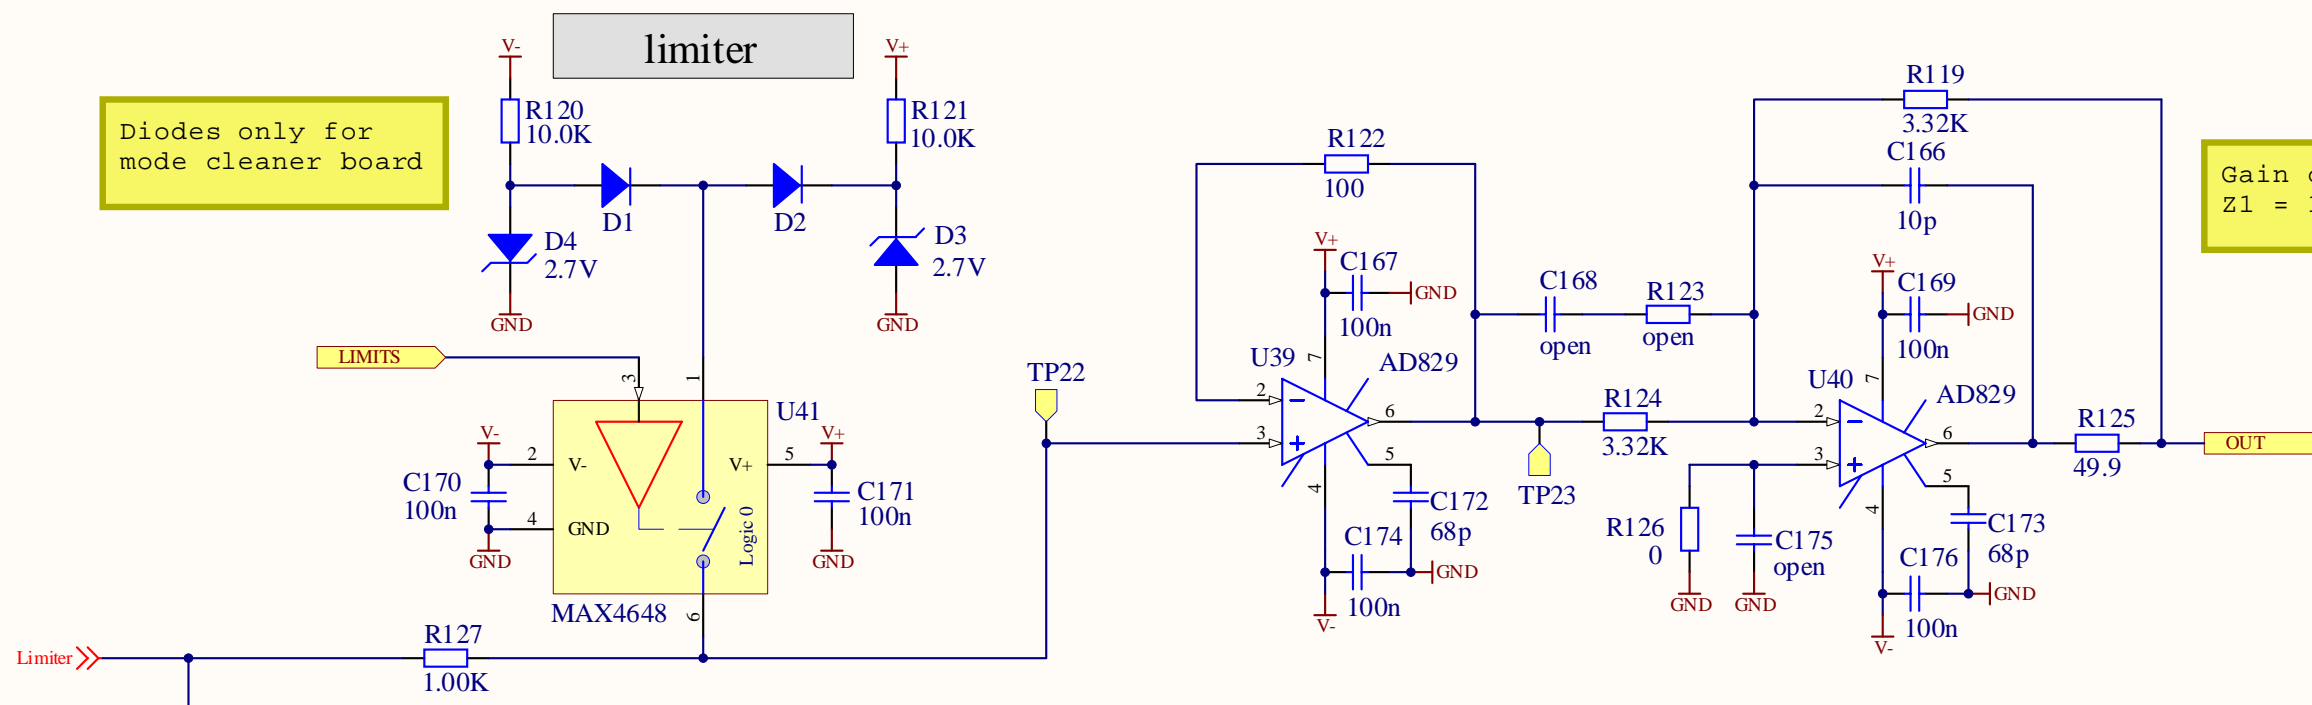 limiter
Diodes only for
mode cleaner board
V-
R120
10.0K
V+
R121
10.0K
D1
D2
D4
2.7V
GND
D3
2.7V
GND
LIMITS
3
1
U41
V-
2
V-
C170
100n
4
GND
GND
V+
5
V+
C171
100n
GND
Logic 0
MAX4648
6
Limiter
R127
1.00K
TP22
R122
100
V+
C167
GND
100n
7
U39
AD829
2
3
6
5
4
C172
68p
C174
GND
100n
V-
C168
open
R123
open
R124
3.32K
TP23
R119
3.32K
C166
10p
V+
C169
GND
100n
7
U40
AD829
2
3
6
5
4
R126
0
GND
C175
open
GND
C173
68p
C176
GND
100n
V-
R125
49.9
OUT
Gain
Z1 =